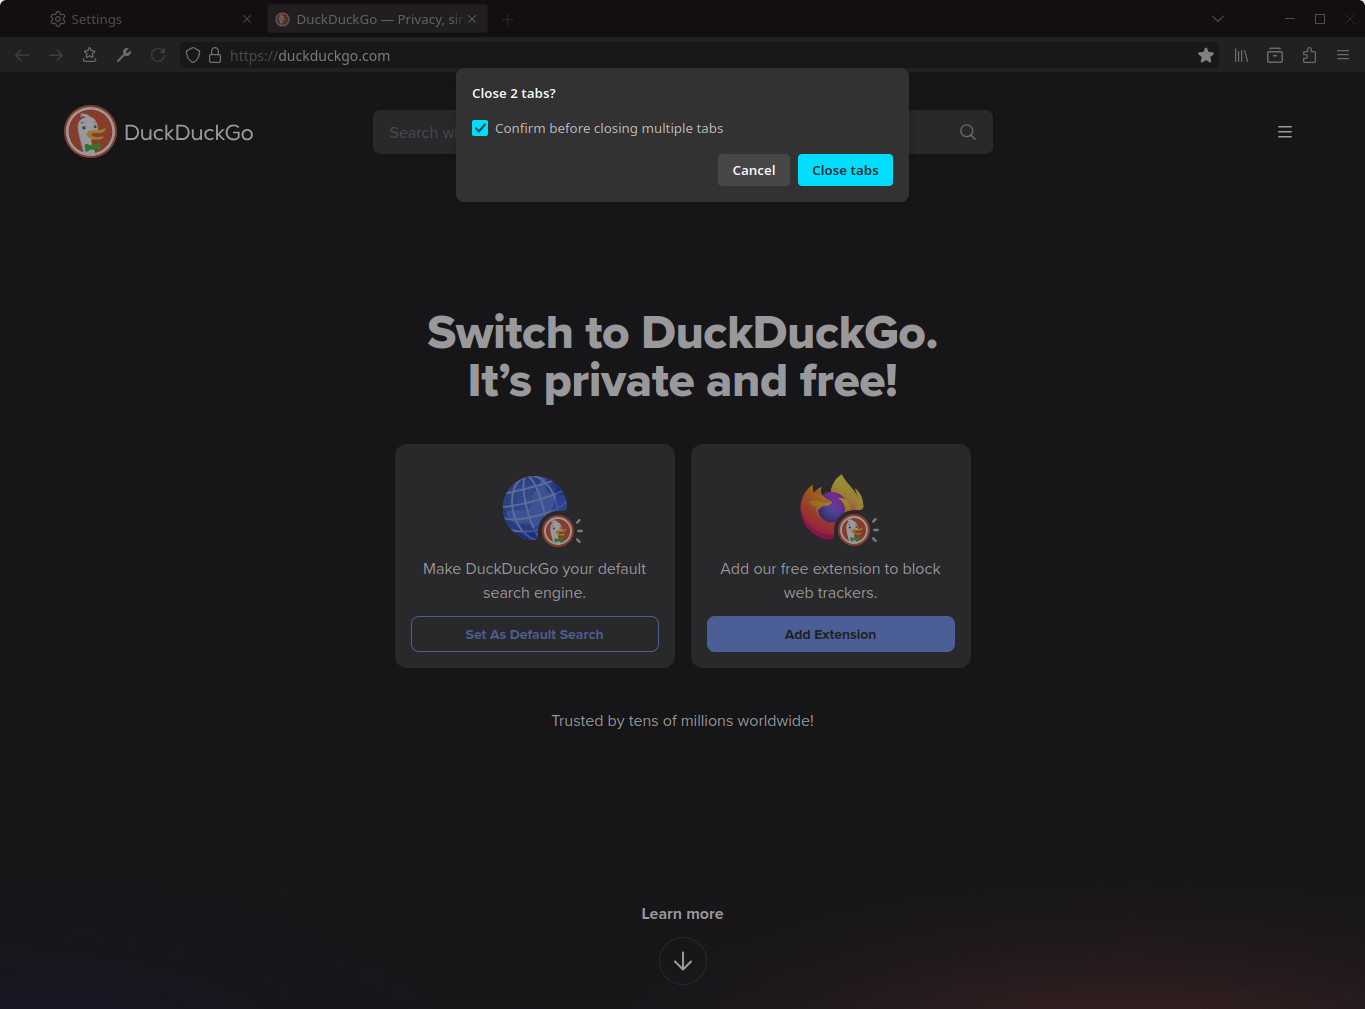 Settings
DuckDuckGo — Privacy, sir
https://duckduckgo.com
Close 2 tabs?
Confirm before closing multiple tabs
Cancel
Close tabs
DuckDuckGo
Search w
Switch to DuckDuckGo.
It's private and free!
Make DuckDuckGo your default
search engine.
Set As Default Search
Add our free extension to block
web trackers.
Add Extension
Trusted by tens of millions worldwide!
Learn more